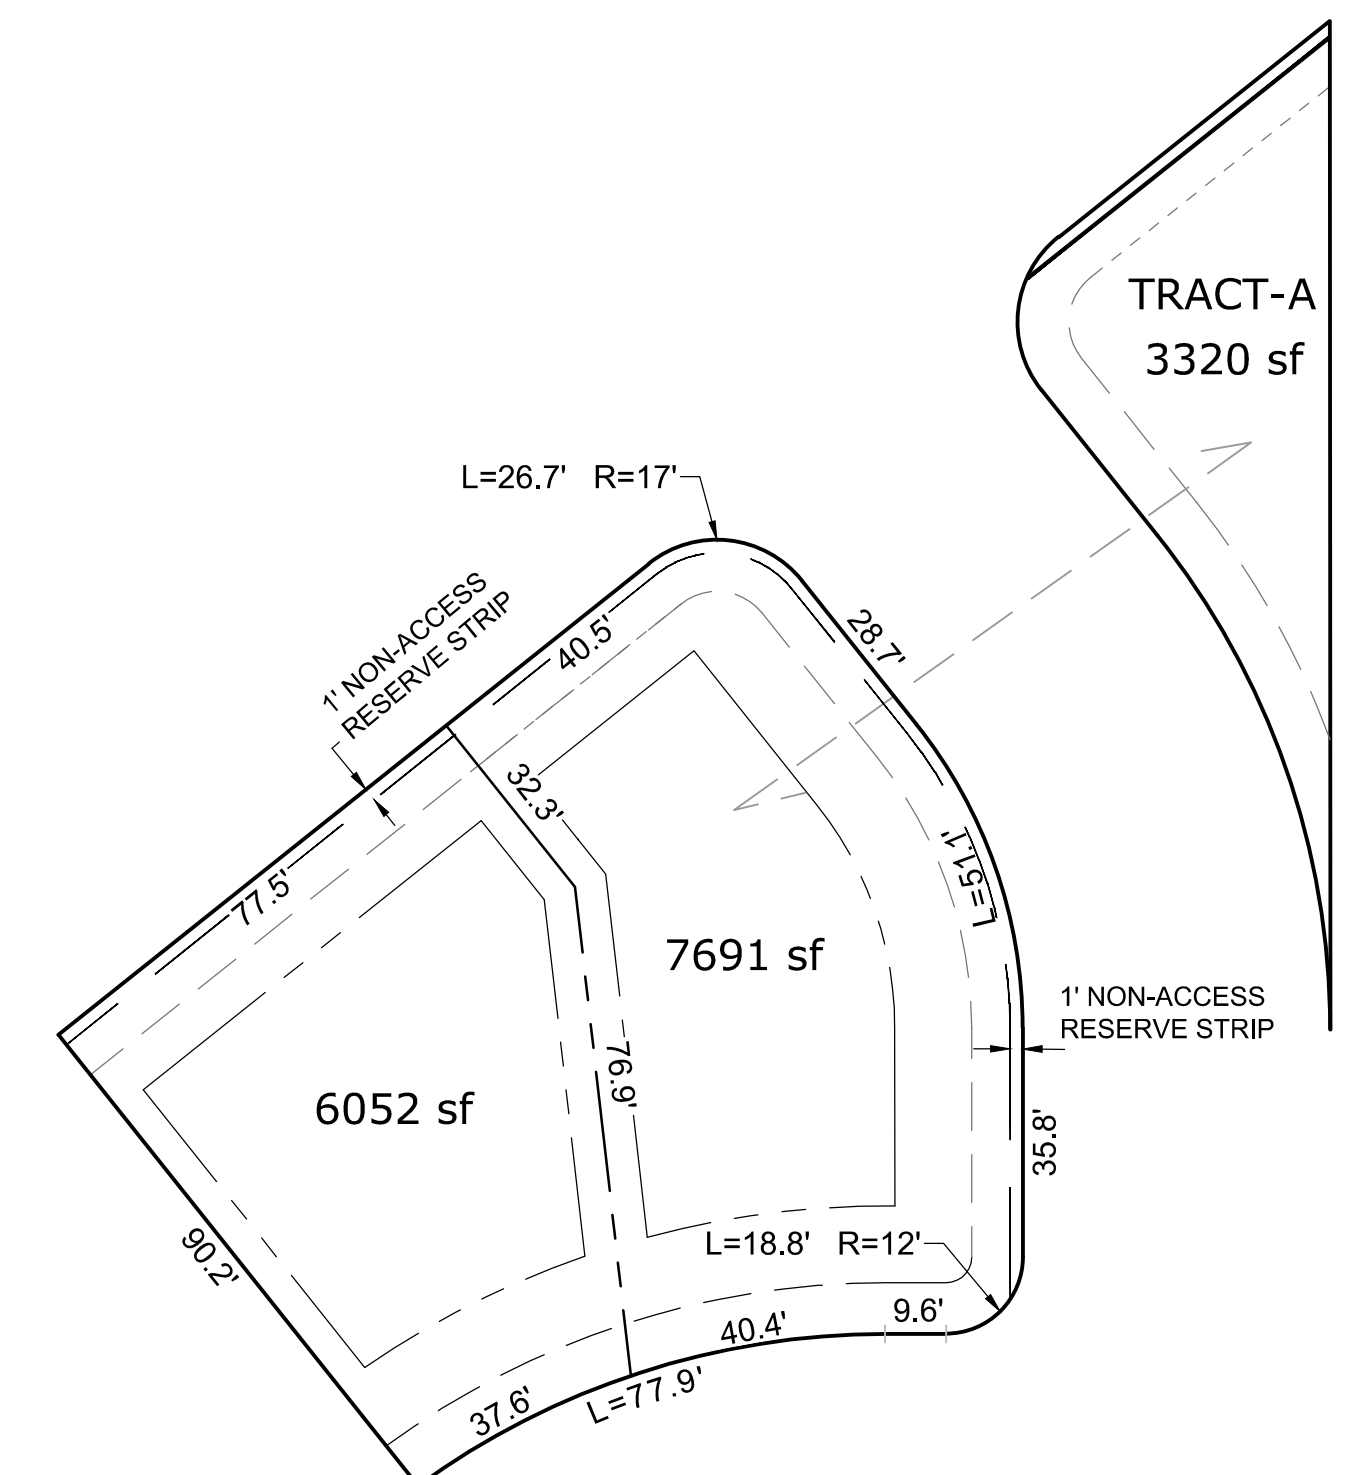 TRACT-A
3320 sf
L=26.7' R=17'
1' NON-ACCESS
RESERVE STRIP
40.5'
28.7'
32.3'
77.5'
L=51.1'
7691 sf
1' NON-ACCESS
RESERVE STRIP
76.9'
6052 sf
35.8'
90.2'
L=18.8' R=12'
9.6'
40.4'
L=77.9'
37.6'